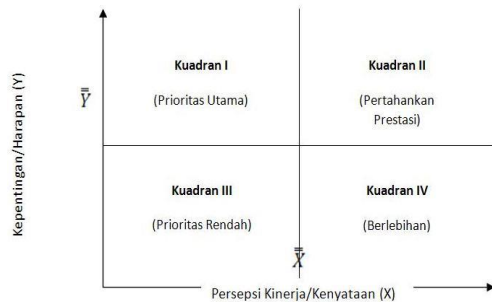 Kepentingan/Harapan (Y)
Kuadran I
(Prioritas Utama)
Kuadran II
(Pertahankan
Prestasi)
Y̿
Kuadran III
(Prioritas Rendah)
Kuadran IV
(Berlebihan)
X̿
Persepsi Kinerja/Kenyataan (X)